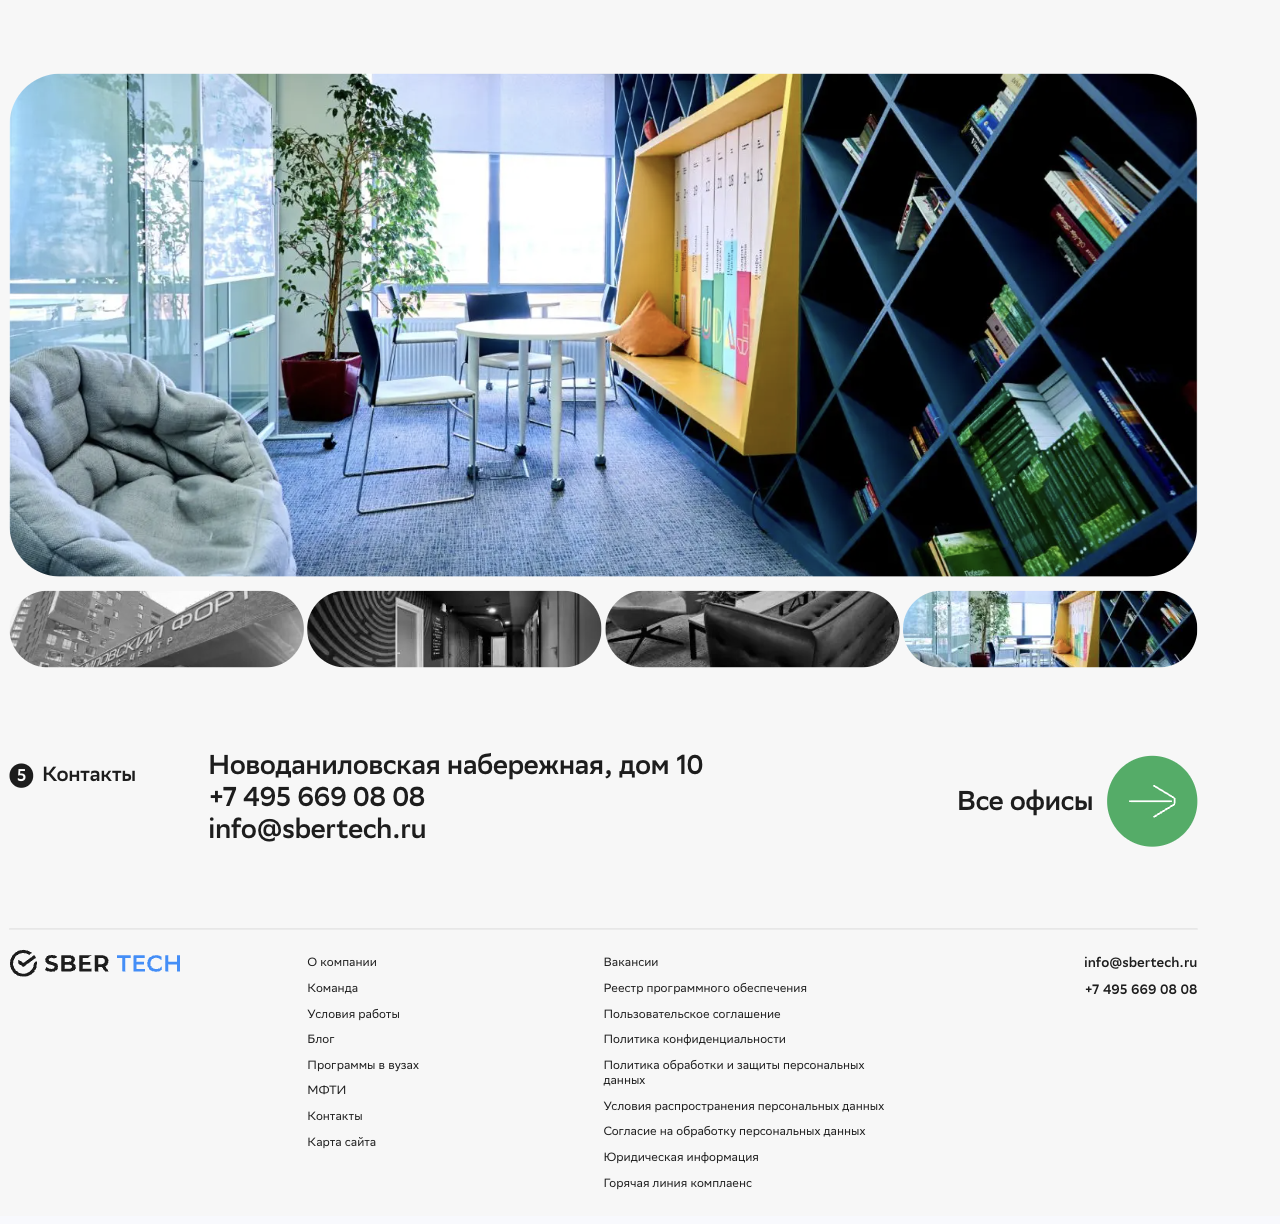 ФОРТ
5 Контакты
Новоданиловская набережная, дом 10
+7 495 669 08 08
info@sbertech.ru
Все офисы
SBER TECH
О компании
Команда
Условия работы
Блог
Программы в вузах
МФТИ
Контакты
Карта сайта
Вакансии
Реестр программного обеспечения
Пользовательское соглашение
Политика конфиденциальности
Политика обработки и защиты персональных
данных
Условия распространения персональных данных
Согласие на обработку персональных данных
Юридическая информация
Горячая линия комплаенс
info@sbertech.ru
+7 495 669 08 08